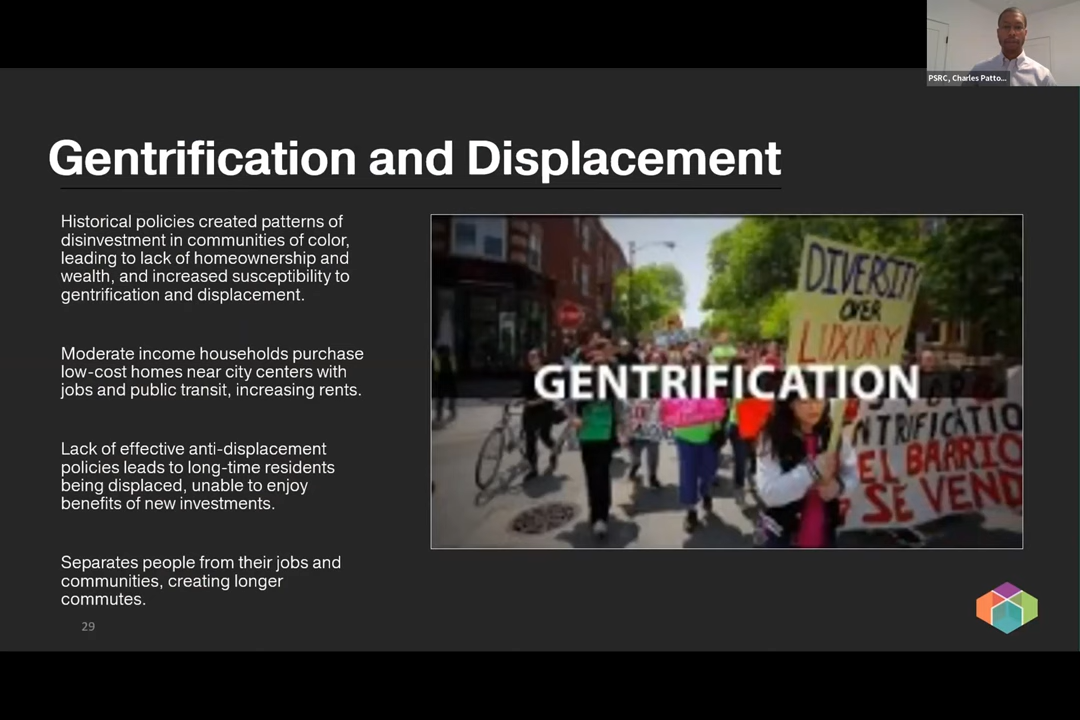 PSRC, Charles Patto...
Gentrification and Displacement
Historical policies created patterns of
disinvestment in communities of color,
leading to lack of homeownership and
wealth, and increased susceptibility to
gentrification and displacement.
Moderate income households purchase
low-cost homes near city centers with
jobs and public transit, increasing rents.
Lack of effective anti-displacement
policies leads to long-time residents
being displaced, unable to enjoy
benefits of new investments.
Separates people from their jobs and
communities, creating longer
commutes.
29
DIVERSITY
OVER
LUXURY
GENTRIFICATION
NTRIFICATIO
EL BARRIO
SE VEND